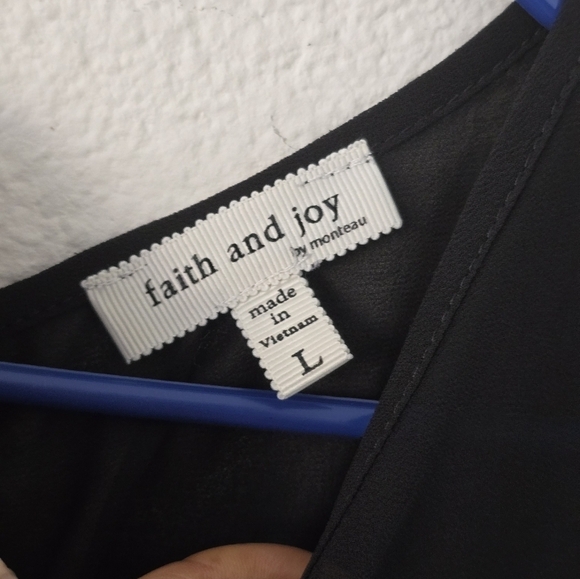 faith and joy
by monteau
made
in
Vietnam
L